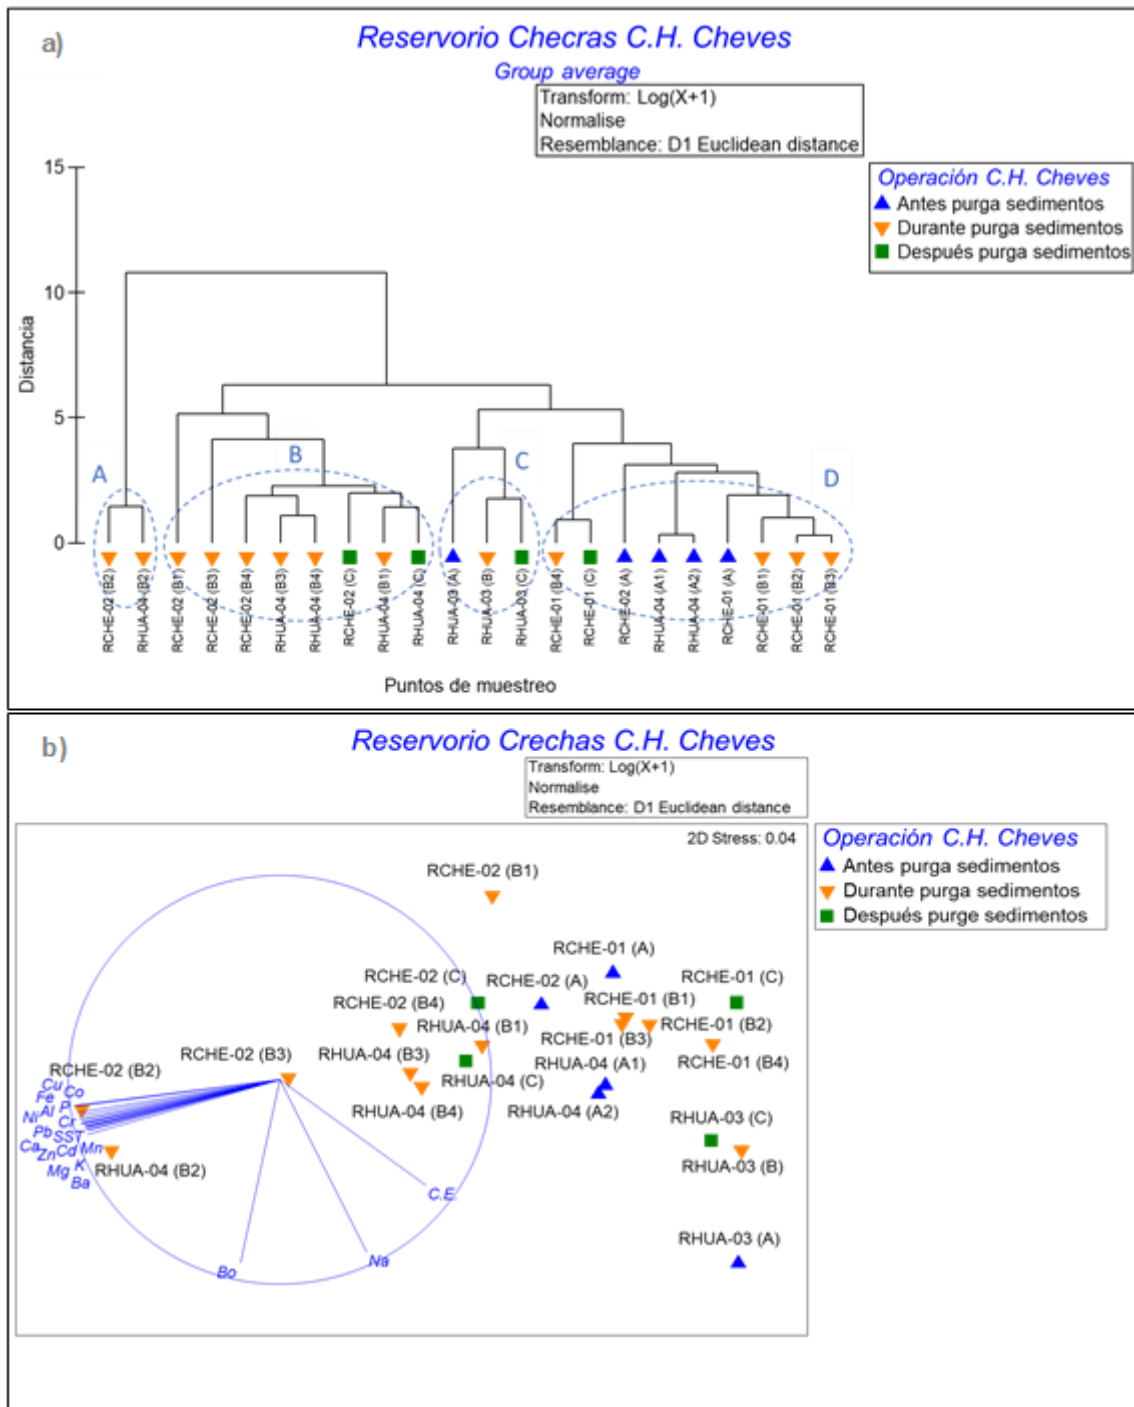 a)
Reservorio Checras C.H. Cheves
Group average
Transform: Log(X+1)
Normalise
Resemblance: D1 Euclidean distance
Operación C.H. Cheves
Antes purga sedimentos
Durante purga sedimentos
Después purga sedimentos
15
10
5
0
Distancia
A
B
C
D
RCHE-02 (B2)
RHUA-04 (B2)
RCHE-02 (B1)
RCHE-02 (B3)
RCHE-02 (B4)
RHUA-04 (B3)
RHUA-04 (B4)
RCHE-02 (C)
RHUA-04 (B1)
RHUA-04 (C)
RHUA-03 (A)
RHUA-03 (B)
RHUA-03 (C)
RCHE-01 (B4)
RCHE-01 (C)
RCHE-02 (A)
RHUA-04 (A1)
RHUA-04 (A2)
RCHE-01 (A)
RCHE-01 (B1)
RCHE-01 (B2)
RCHE-01 (B3)
Puntos de muestreo
b)
Reservorio Crechas C.H. Cheves
Transform: Log(X+1)
Normalise
Resemblance: D1 Euclidean distance
2D Stress: 0.04
Operación C.H. Cheves
Antes purga sedimentos
Durante purga sedimentos
Después purge sedimentos
RCHE-02 (B1)
RCHE-01 (A)
RCHE-02 (C)
RCHE-02 (A)
RCHE-01 (C)
RCHE-02 (B4)
RCHE-01 (B1)
RHUA-04 (B1)
RCHE-01 (B2)
RCHE-02 (B3)
RHUA-04 (B3)
RCHE-01 (B3)
RCHE-02 (B2)
RHUA-04 (A1)
RCHE-01 (B4)
RHUA-04 (C)
RHUA-04 (B4)
RHUA-04 (A2)
RHUA-03 (C)
RHUA-04 (B2)
RHUA-03 (B)
RHUA-03 (A)
Cu Co
Fe
Al P
Ni Cr
Pb SST
Ca Zn Cd Mn
Mg K
Ba
C.E.
Na
Bo